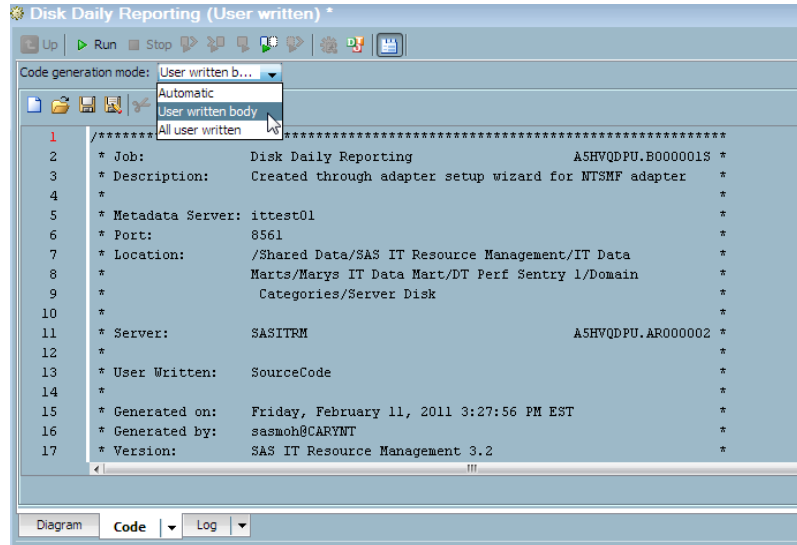 Disk Daily Reporting (User written) *
Up Run Stop
Code generation mode: User written b...
Automatic
User written body
All user written
1 /*******************************************************************************
2 * Job: Disk Daily Reporting A5HVQDPU.B000001S *
3 * Description: Created through adapter setup wizard for NTSMF adapter *
4 * *
5 * Metadata Server: ittest01 *
6 * Port: 8561 *
7 * Location: /Shared Data/SAS IT Resource Management/IT Data *
8 * Marts/Marys IT Data Mart/DT Perf Sentry 1/Domain *
9 * Categories/Server Disk *
10 * *
11 * Server: SASITRM A5HVQDPU.AR000002 *
12 * *
13 * User Written: SourceCode *
14 * *
15 * Generated on: Friday, February 11, 2011 3:27:56 PM EST *
16 * Generated by: sasmoh@CARYNT *
17 * Version: SAS IT Resource Management 3.2 *
Diagram Code Log